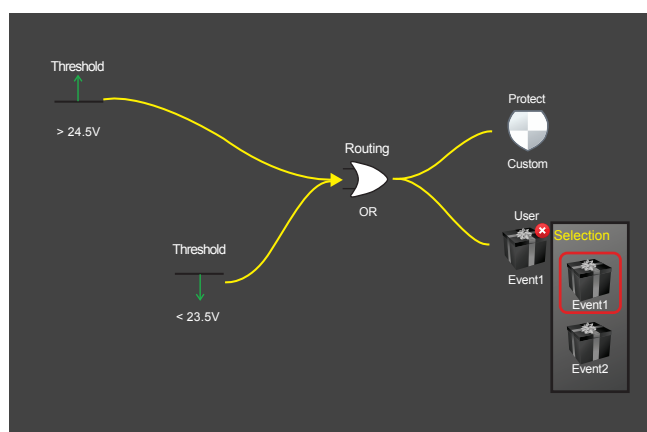 Threshold
> 24.5V
Threshold
< 23.5V
Routing
OR
Protect
Custom
User
Event1
Selection
Event1
Event2